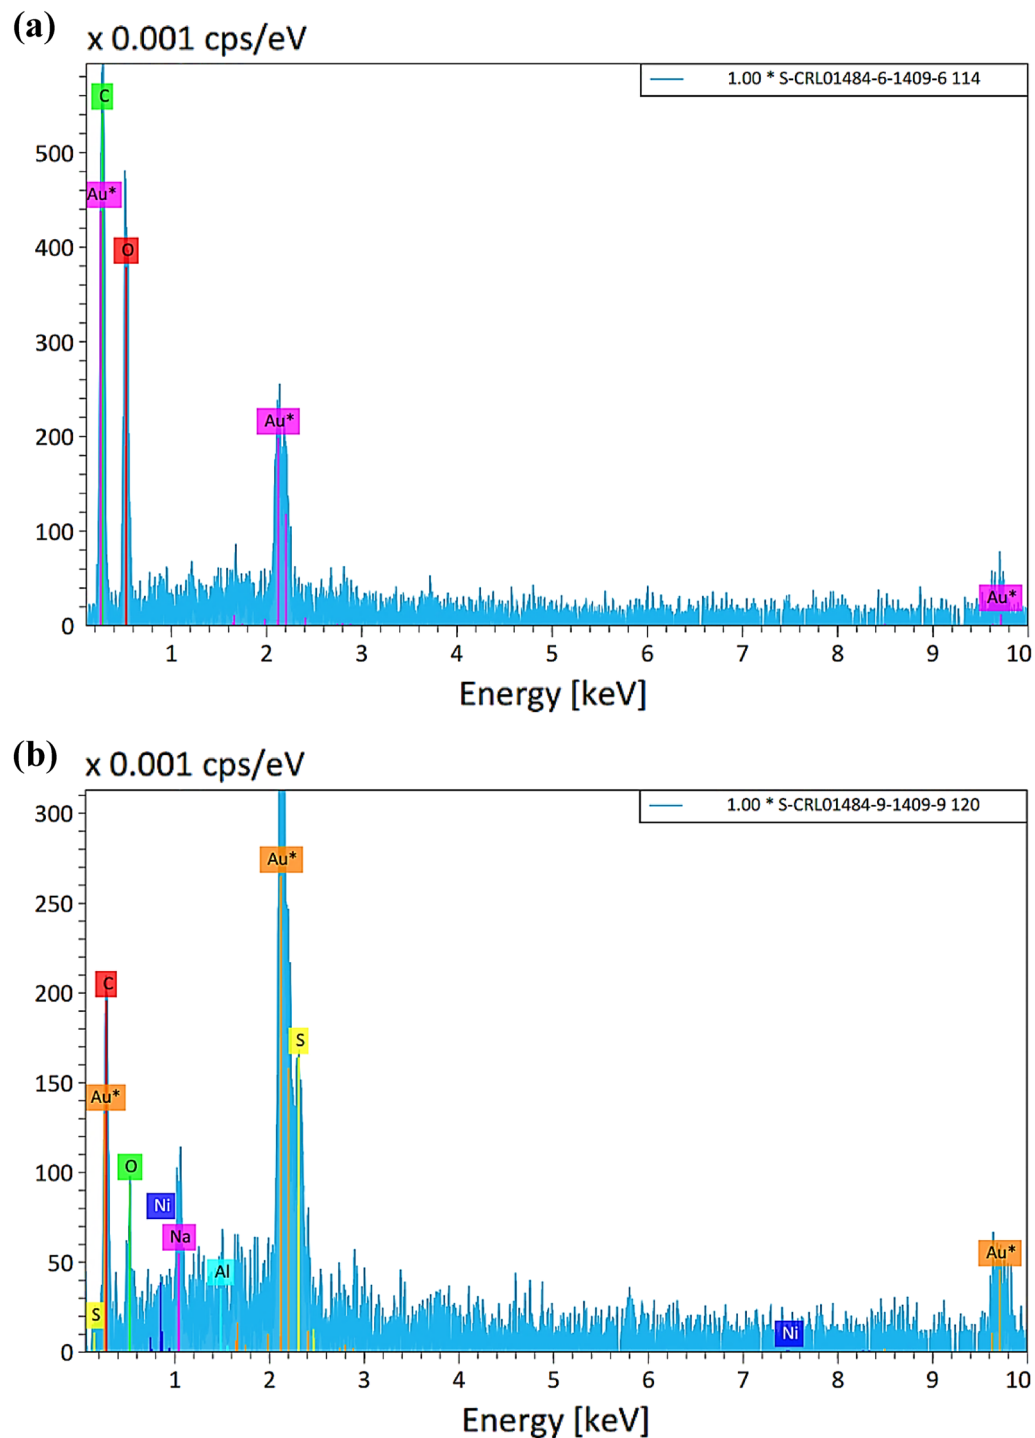 (a)
x 0.001 cps/eV
1.00 * S-CRL01484-6-1409-6 114
C
500
Au*
O
400
300
Au*
200
100
Au*
0
1 2 3 4 5 6 7 8 9 10
Energy [keV]
(b)
x 0.001 cps/eV
1.00 * S-CRL01484-9-1409-9 120
300
Au*
250
C
200
S
150
Au*
O
100
Ni
Na
Au*
50
Al
S
Ni
0
1 2 3 4 5 6 7 8 9 10
Energy [keV]